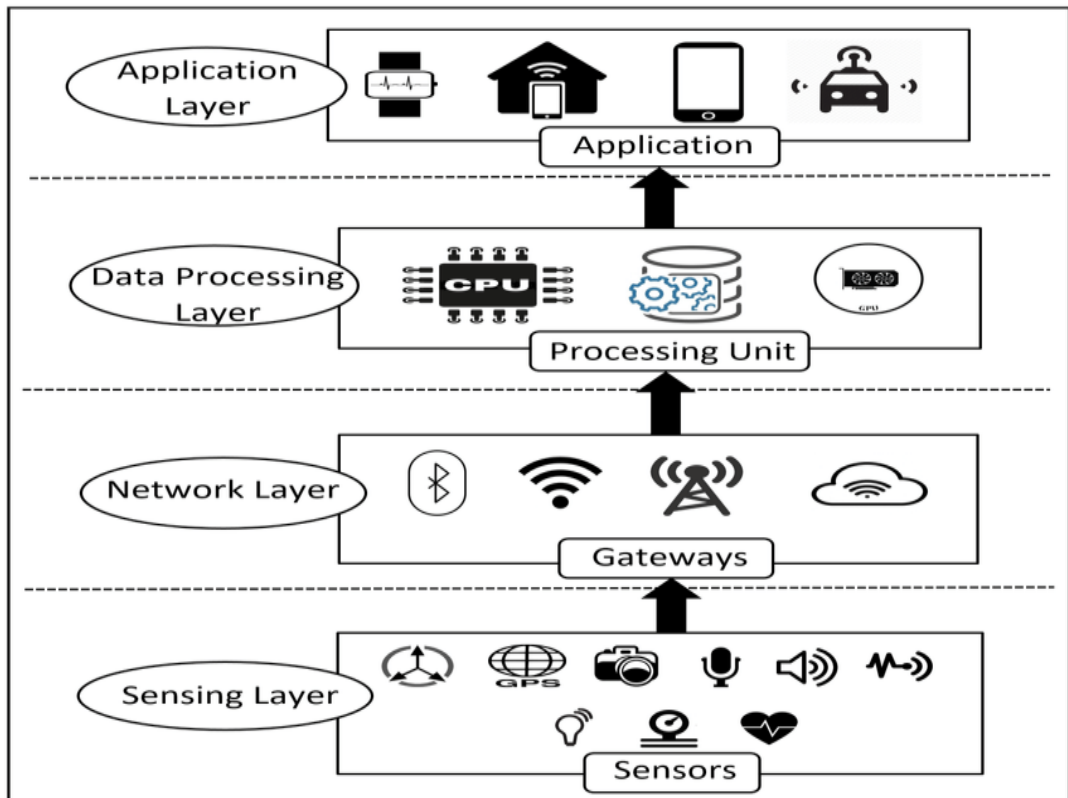 Application
Layer
Application
Data Processing
Layer
CPU
GPU
Processing Unit
Network Layer
Gateways
Sensing Layer
GPS
Sensors